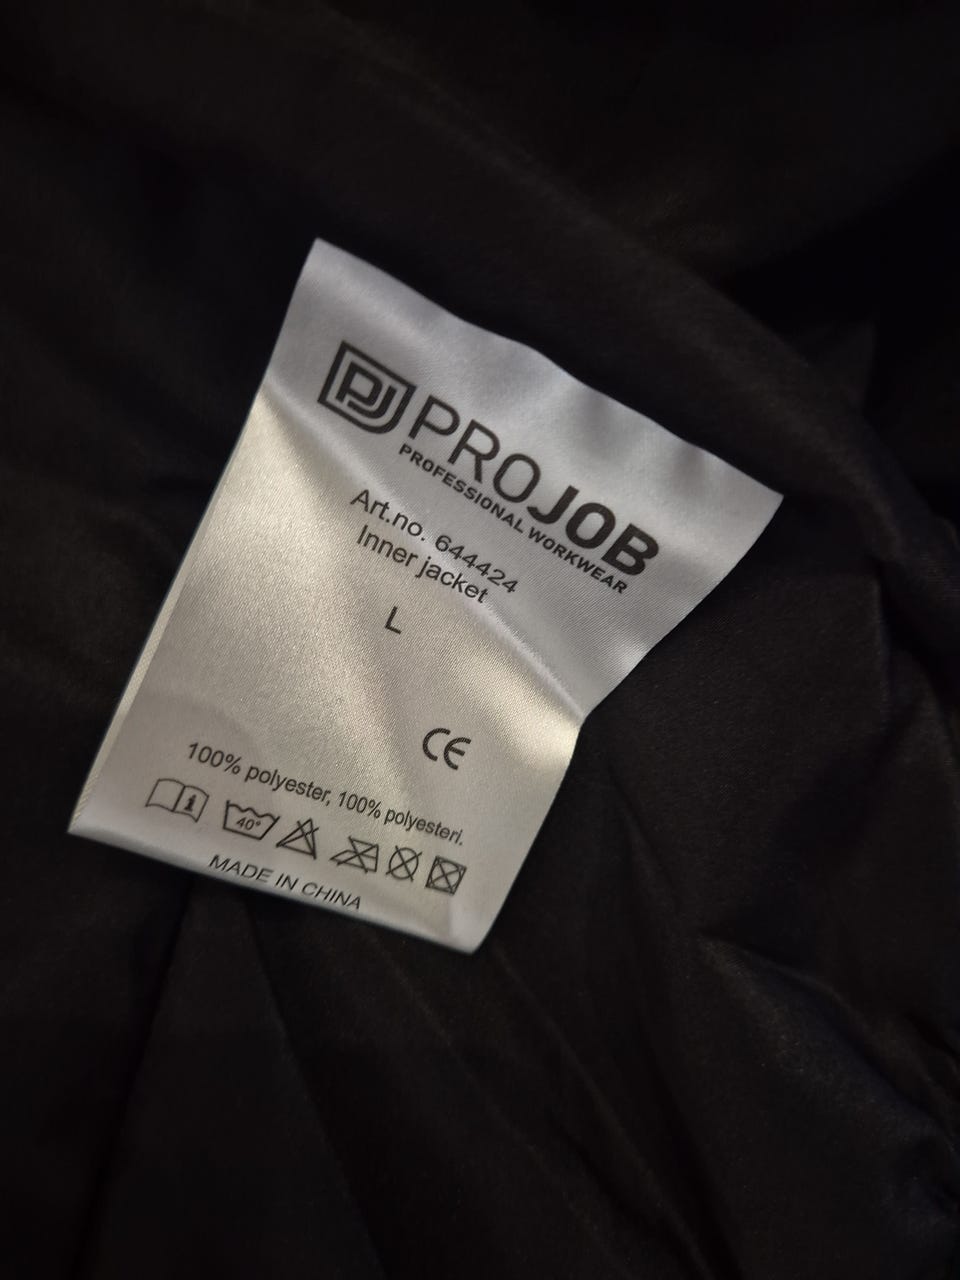 PJ PROJOB
PROFESSIONAL WORKWEAR
Art.no. 644424
Inner jacket
L
CE
100% polyester, 100% polyesteri.
40°
MADE IN CHINA